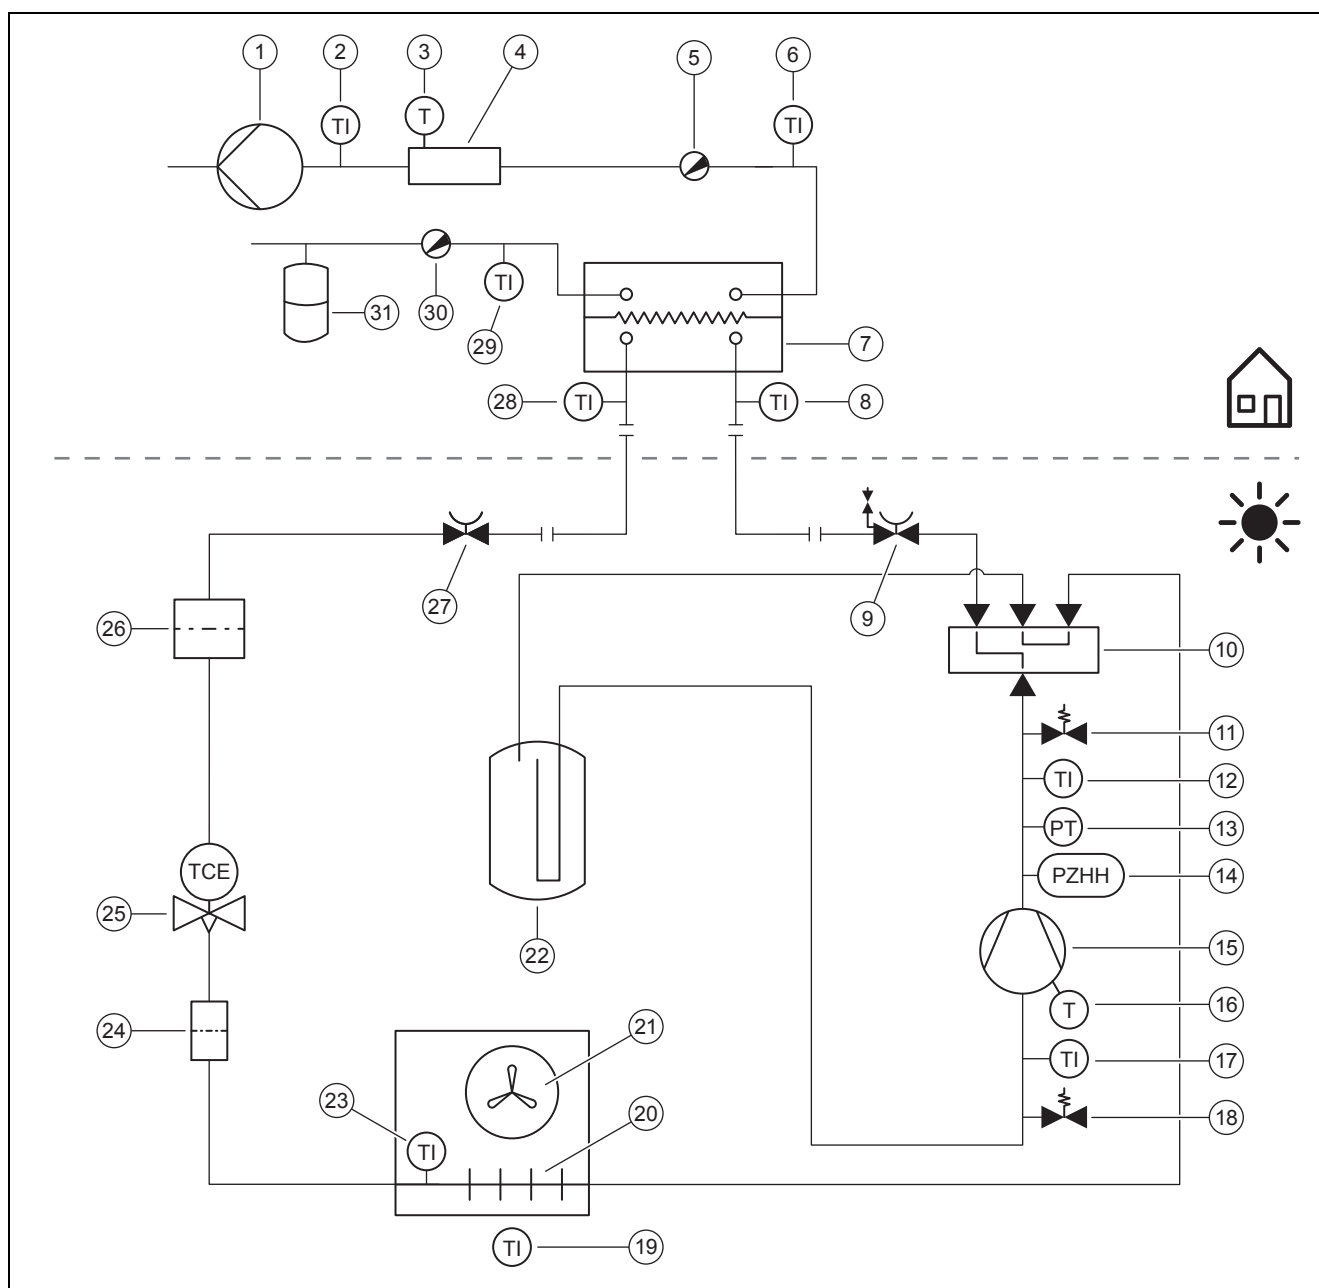 1 2 3 4 5 6
TI T TI
TI
31 30 29 7
28 TI TI 8
27 9
26 10
11
TI 12
PT 13
TCE PZHH 14
25
22 15
24 21 T 16
TI 17
23 20 18
TI
TI 19